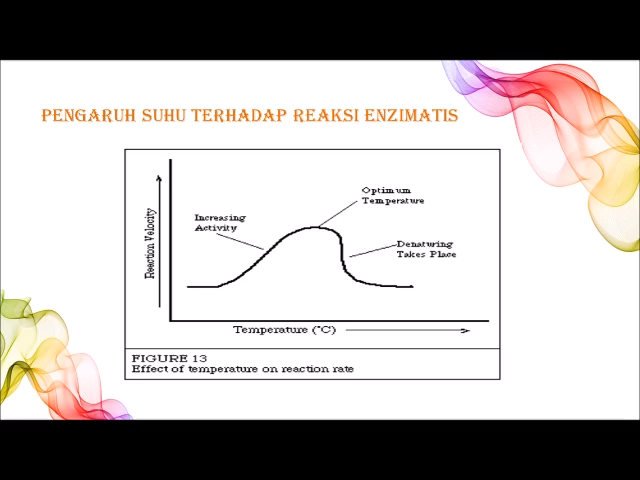 PENGARUH SUHU TERHADAP REAKSI ENZIMATIS
Optimum
Temperature
Increasing
Activity
Denaturing
Takes Place
Reaction Velocity
Temperature (°C)
FIGURE 13
Effect of temperature on reaction rate